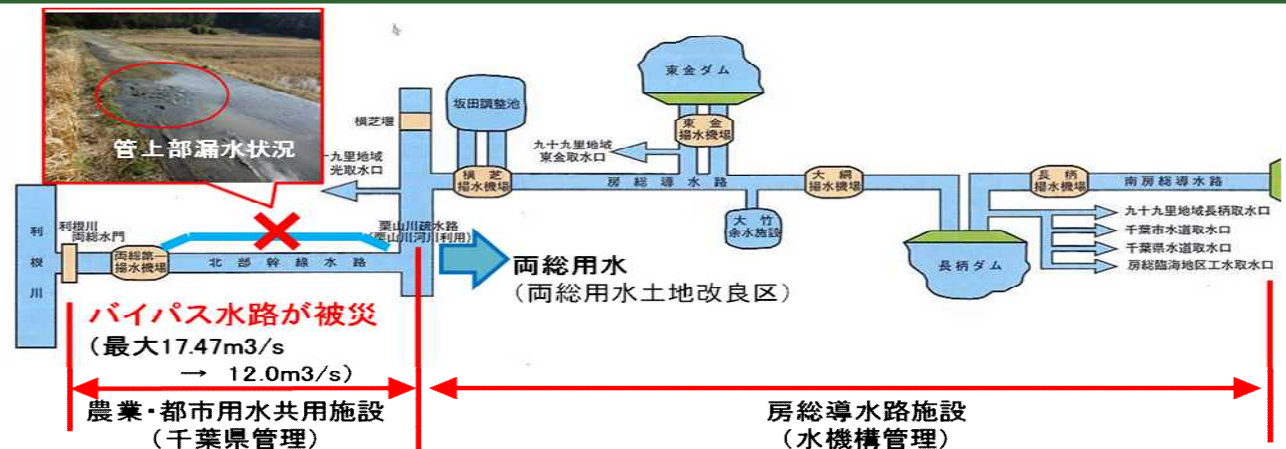 管上部漏水状況
利根川
利根川
両総水門
両総第一
揚水機場
北部幹線水路
バイパス水路が被災
(最大17.47m3/s
→ 12.0m3/s)
農業・都市用水共用施設
(千葉県管理)
十九里地域
光取水口
横芝堰
栗山川疏水路
(栗山川河川利用)
両総用水
(両総用水土地改良区)
坂田調整池
横芝
揚水機場
九十九里地域
東金取水口
房総導水路
東金ダム
東金
揚水機場
大竹
余水施設
大網
揚水機場
長柄ダム
長柄
揚水機場
南房総導水路
九十九里地域長柄取水口
千葉市水道取水口
千葉県水道取水口
房総臨海地区工水取水口
房総導水路施設
(水機構管理)